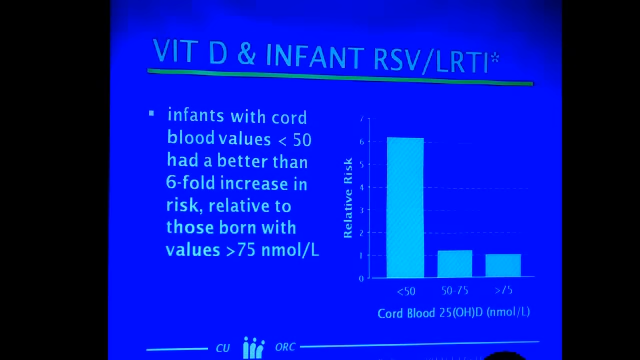 VIT D & INFANT RSV/LRTI*
▪ infants with cord
blood values < 50
had a better than
6-fold increase in
risk, relative to
those born with
values >75 nmol/L
Relative Risk
7
6
5
4
3
2
1
0
<50 50-75 >75
Cord Blood 25(OH)D (nmol/L)
CU ORC